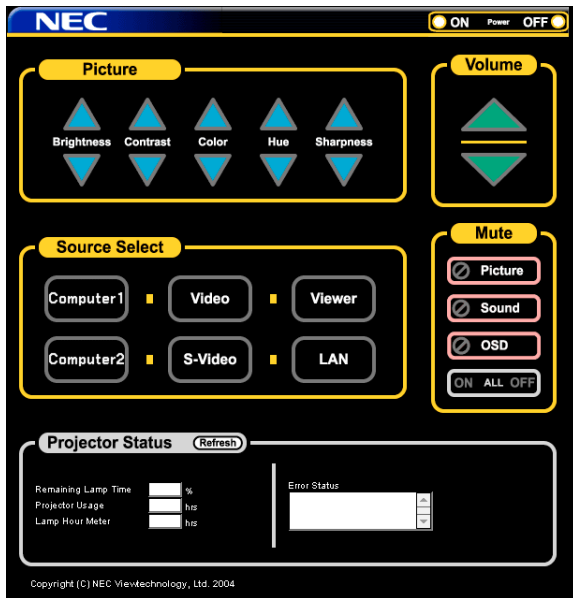 NEC
ON Power OFF
Picture
Volume
Brightness Contrast Color Hue Sharpness
Source Select
Mute
Computer1 Video Viewer
Picture
Sound
Computer2 S-Video LAN
OSD
ON ALL OFF
Projector Status Refresh
Remaining Lamp Time %
Projector Usage hrs
Lamp Hour Meter hrs
Error Status
Copyright (C) NEC Viewtechnology, Ltd. 2004